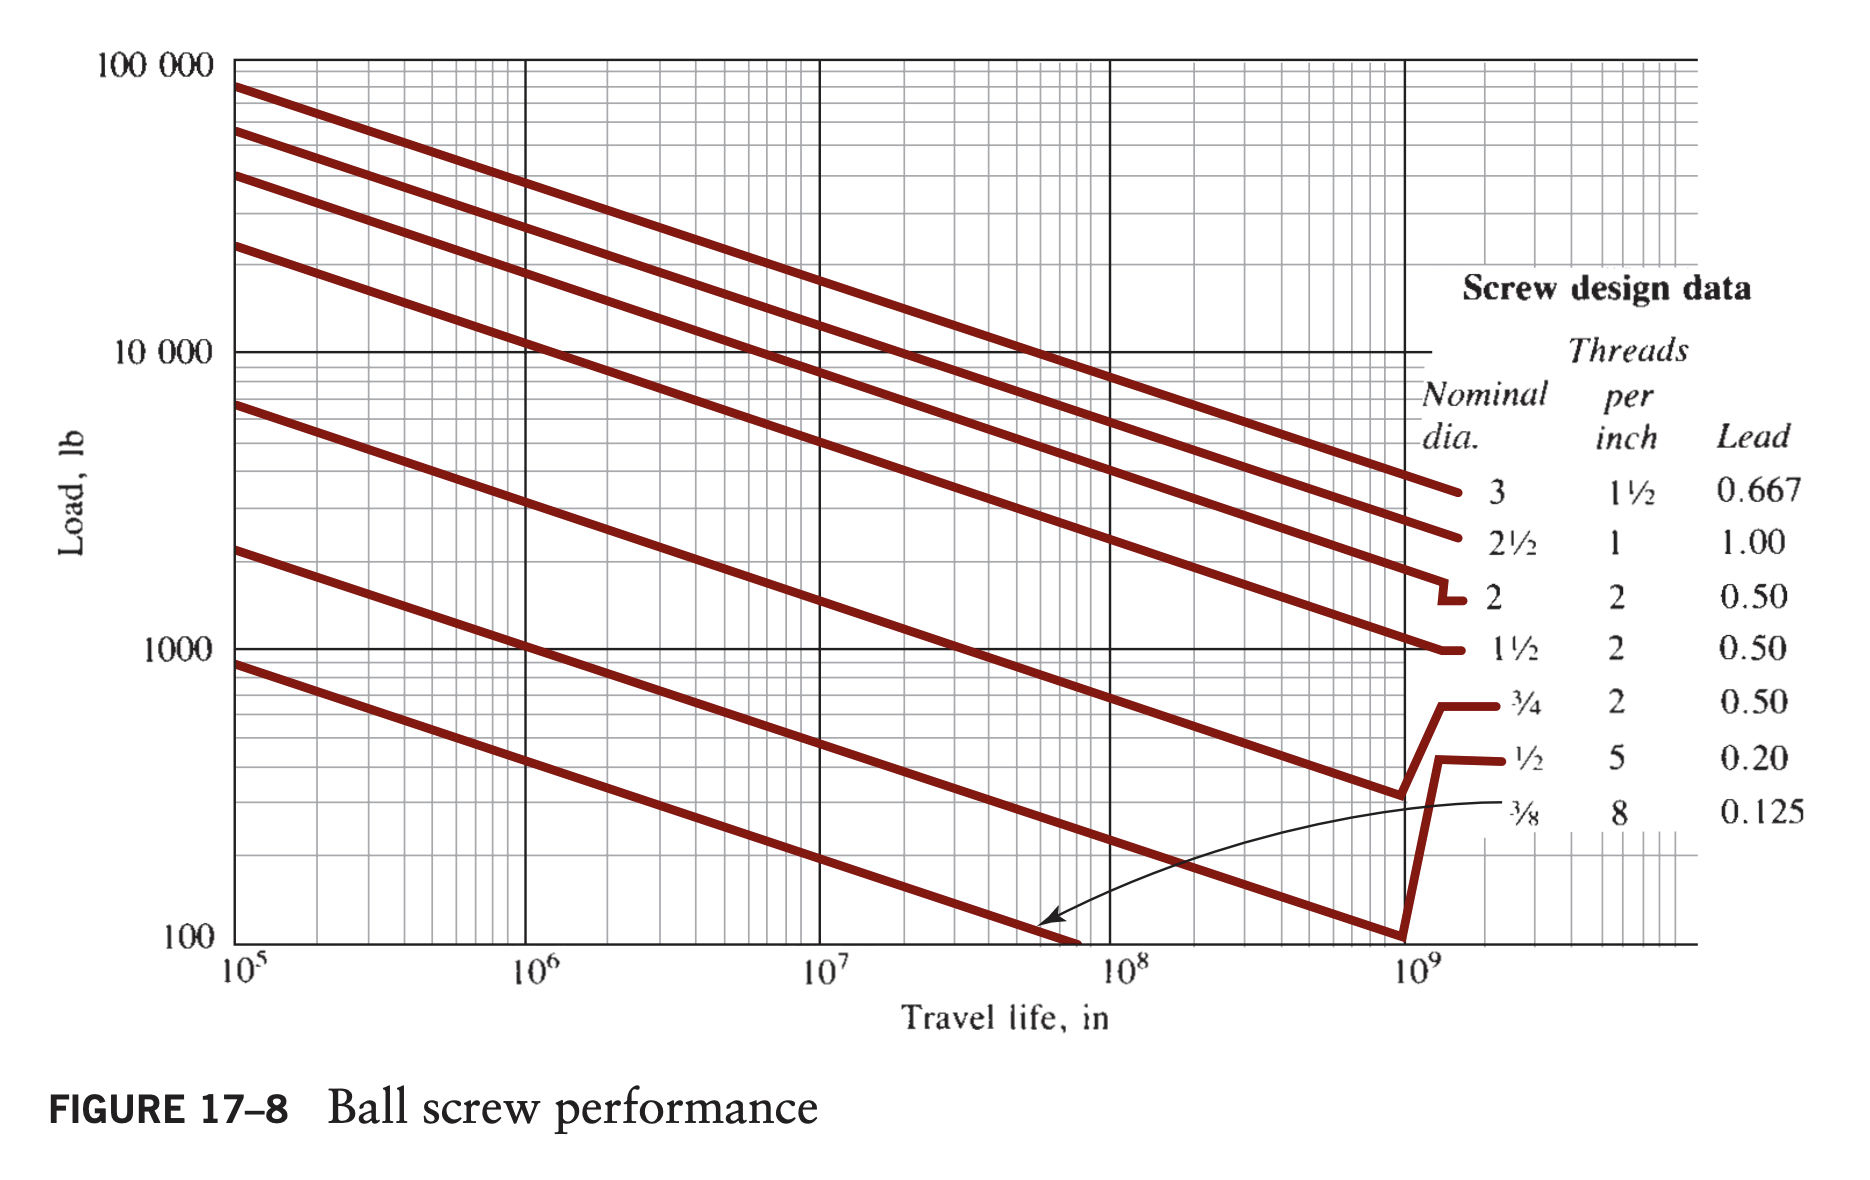 100 000
10 000
1000
100
Load, lb
10⁵ 10⁶ 10⁷ 10⁸ 10⁹
Travel life, in
Screw design data
Threads
Nominal per
dia. inch Lead
3 1½ 0.667
2½ 1 1.00
2 2 0.50
1½ 2 0.50
¾ 2 0.50
½ 5 0.20
⅜ 8 0.125
FIGURE 17–8 Ball screw performance